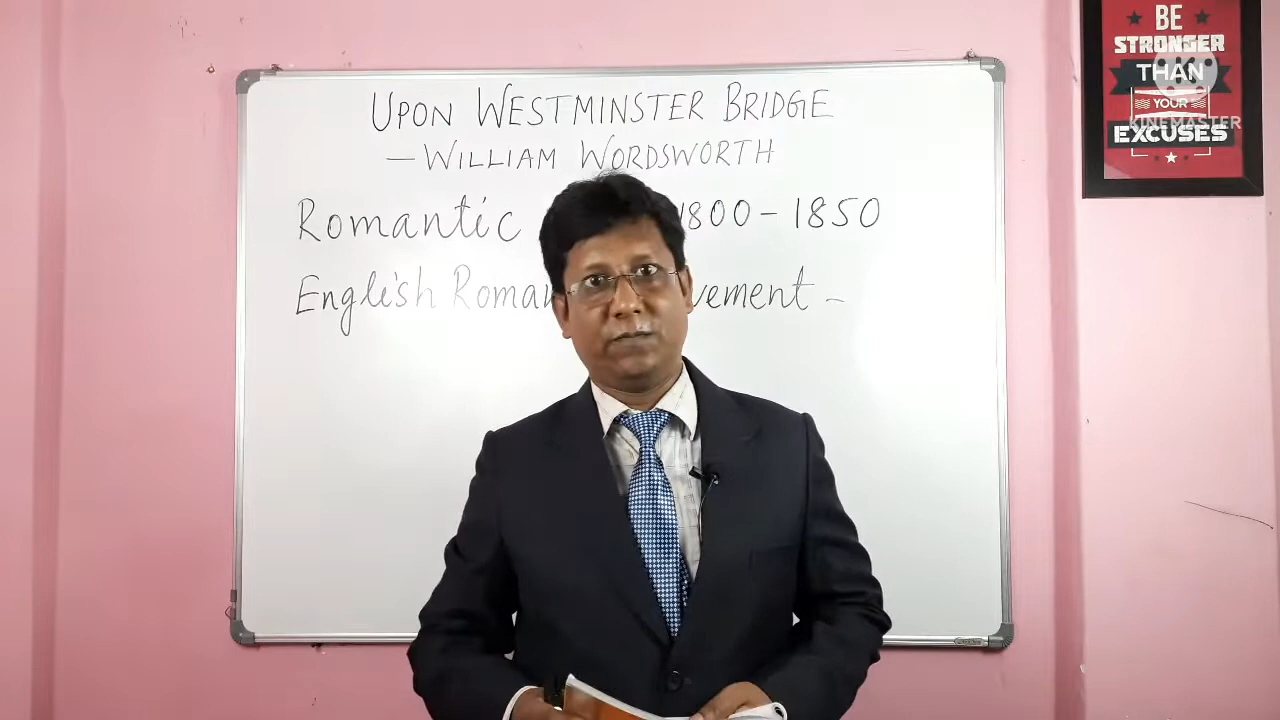 UPON WESTMINSTER BRIDGE
— WILLIAM WORDSWORTH
Romantic 1800 – 1850
English Roman vement –
BE
STRONGER
THAN
YOUR
EXCUSES
KINEMASTER